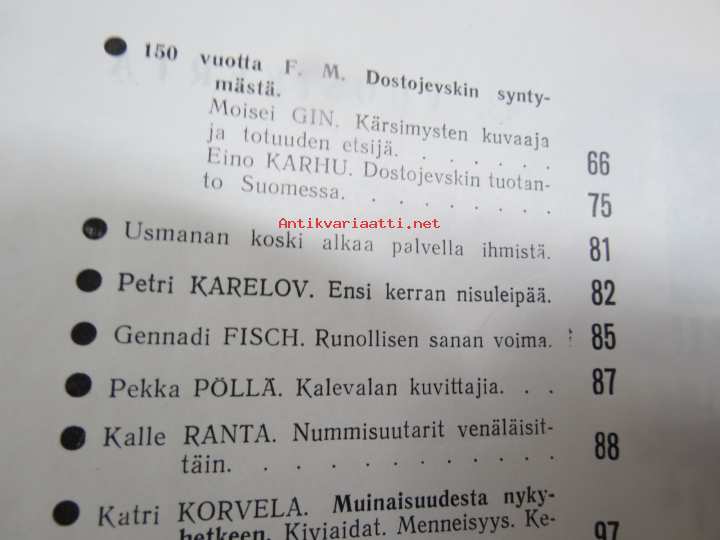 ● 150 vuotta F. M. Dostojevskin synty-
mästä.
Moisei GIN. Kärsimysten kuvaaja
ja totuuden etsijä. . . . . . . 66
Eino KARHU. Dostojevskin tuotan-
to Suomessa. . . . . . . . . 75
Antikvariaatti.net
● Usmanan koski alkaa palvella ihmistä. 81
● Petri KARELOV. Ensi kerran nisuleipää. 82
● Gennadi FISCH. Runollisen sanan voima. 85
● Pekka PÖLLÄ. Kalevalan kuvittajia. . . 87
● Kalle RANTA. Nummisuutarit venäläisit-
täin. . . . . . . . . . . 88
● Katri KORVELA. Muinaisuudesta nyky-
hetkeen. Kiviaidat. Menneisyys. Ke- 97